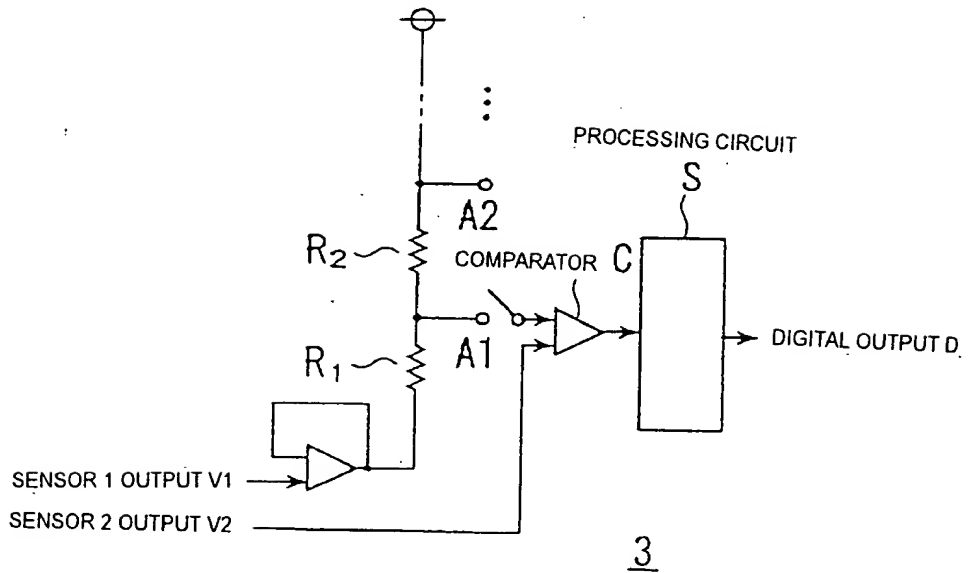 PROCESSING CIRCUIT
S
A2
R2
COMPARATOR C
A1
R1
DIGITAL OUTPUT D
SENSOR 1 OUTPUT V1
SENSOR 2 OUTPUT V2
3